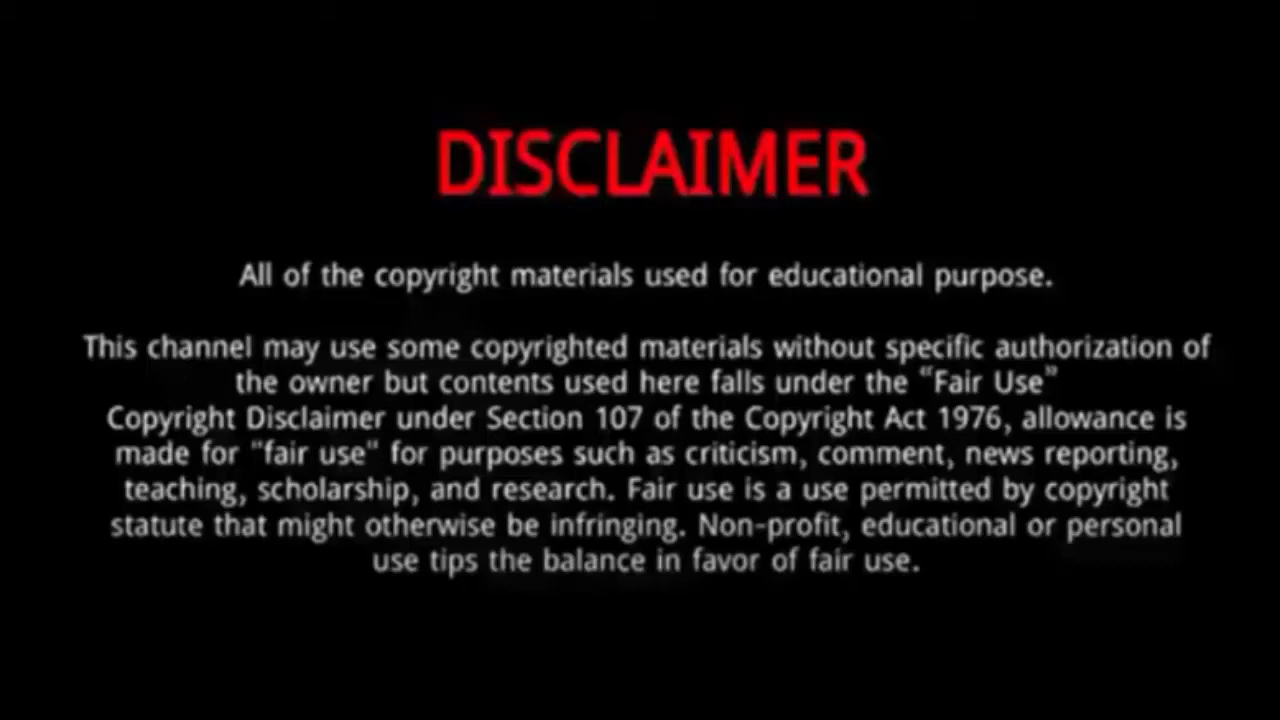 DISCLAIMER
All of the copyright materials used for educational purpose.
This channel may use some copyrighted materials without specific authorization of
the owner but contents used here falls under the “Fair Use”
Copyright Disclaimer under Section 107 of the Copyright Act 1976, allowance is
made for "fair use" for purposes such as criticism, comment, news reporting,
teaching, scholarship, and research. Fair use is a use permitted by copyright
statute that might otherwise be infringing. Non-profit, educational or personal
use tips the balance in favor of fair use.